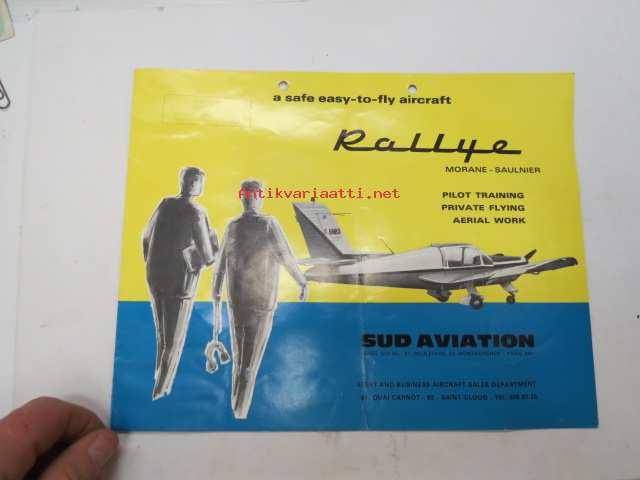 a safe easy-to-fly aircraft
Rallye
MORANE - SAULNIER
PILOT TRAINING
PRIVATE FLYING
AERIAL WORK
antikvariaatti.net
SUD AVIATION
AND BUSINESS AIRCRAFT SALES DEPARTMENT
QUAI CARNOT - 92 - SAINT-CLOUD - TEL.